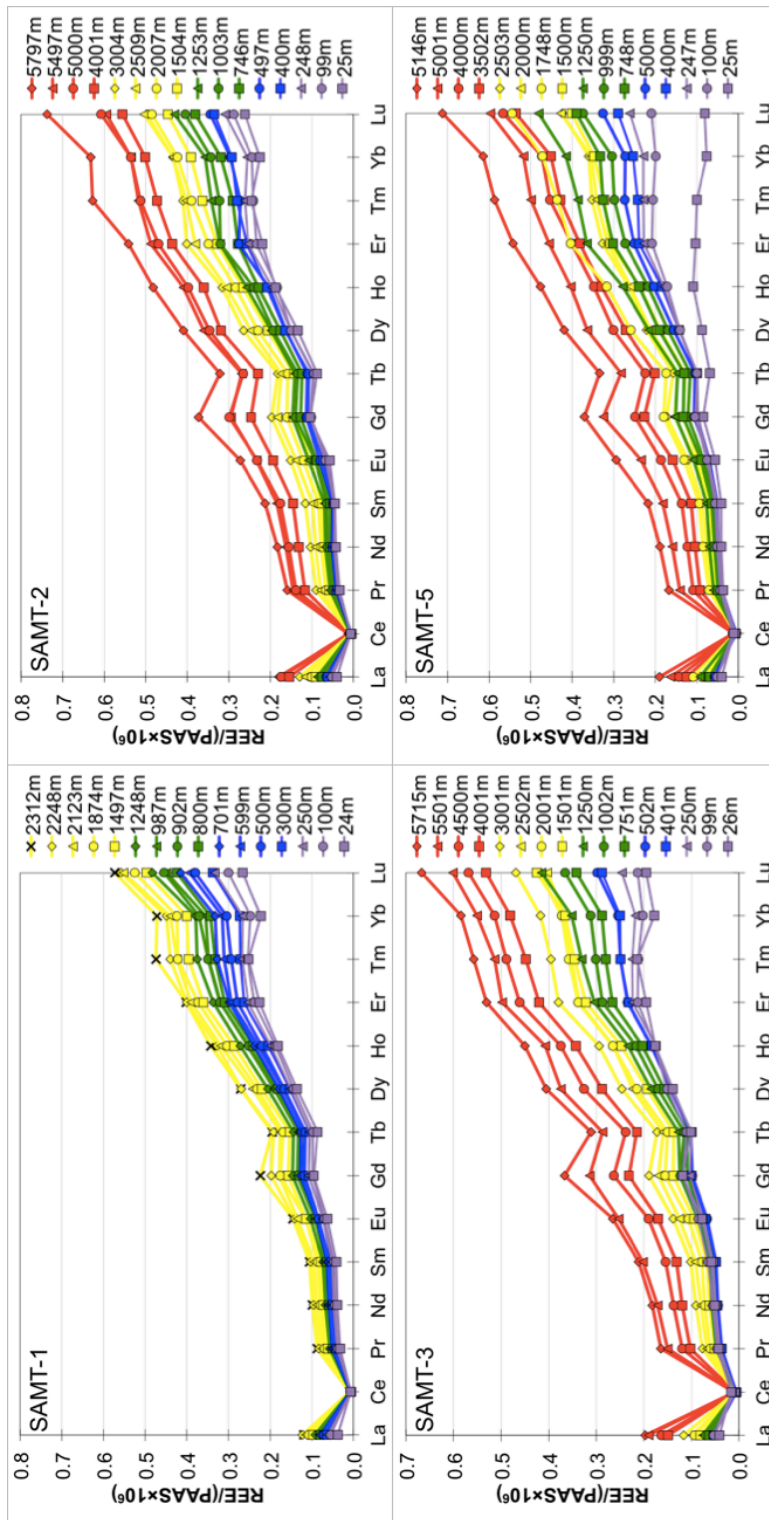 SAMT-1
0.8
0.7
0.6
0.5
0.4
0.3
0.2
0.1
0.0
REE/(PAAS×10⁶)
La Ce Pr Nd Sm Eu Gd Tb Dy Ho Er Tm Yb Lu
2312m
2248m
2123m
1874m
1497m
1248m
987m
902m
800m
701m
599m
500m
300m
250m
100m
24m
SAMT-2
0.8
0.7
0.6
0.5
0.4
0.3
0.2
0.1
0.0
REE/(PAAS×10⁶)
La Ce Pr Nd Sm Eu Gd Tb Dy Ho Er Tm Yb Lu
5797m
5497m
5000m
4001m
3004m
2509m
2007m
1504m
1253m
1003m
746m
497m
400m
248m
99m
25m
SAMT-3
0.7
0.6
0.5
0.4
0.3
0.2
0.1
0.0
REE/(PAAS×10⁶)
La Ce Pr Nd Sm Eu Gd Tb Dy Ho Er Tm Yb Lu
5715m
5501m
4500m
4001m
3001m
2502m
2001m
1501m
1250m
1002m
751m
502m
401m
250m
99m
26m
SAMT-5
0.8
0.7
0.6
0.5
0.4
0.3
0.2
0.1
0.0
REE/(PAAS×10⁶)
La Ce Pr Nd Sm Eu Gd Tb Dy Ho Er Tm Yb Lu
5146m
5001m
4000m
3502m
3503m
2000m
1748m
1500m
1250m
999m
748m
500m
400m
247m
100m
25m